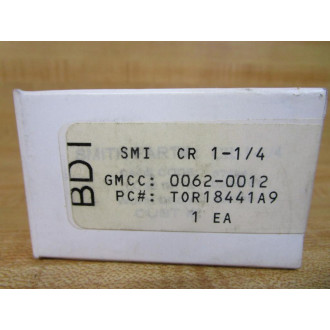 BDI
SMI CR 1-1/4
GMCC: 0062-0012
PC#: TOR18441A9
1 EA